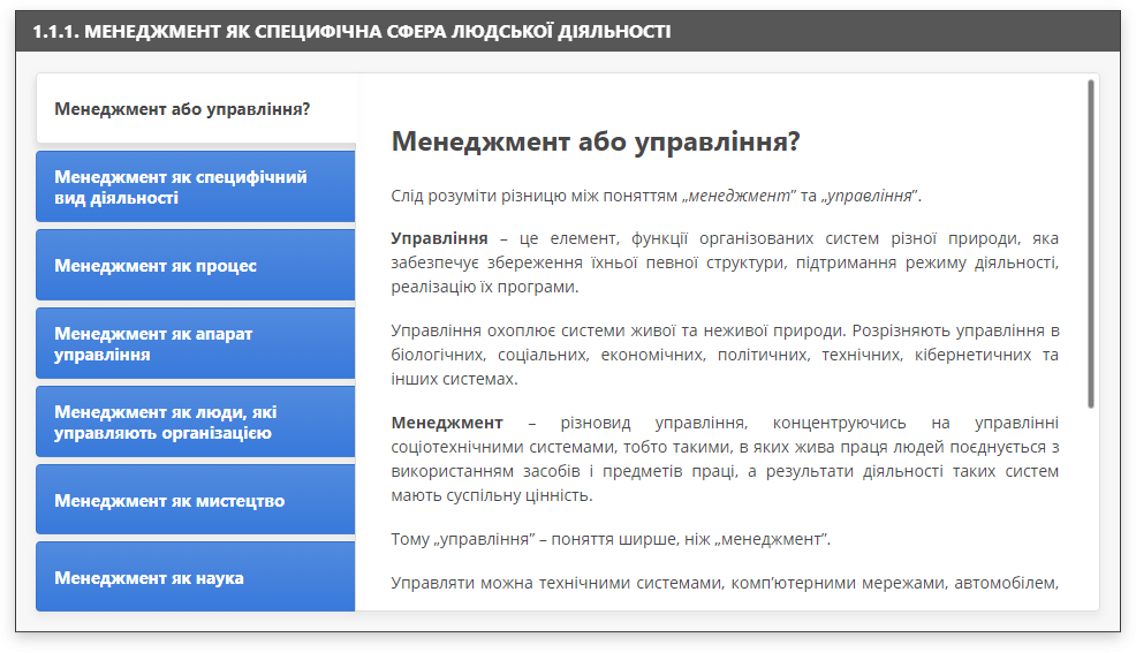 1.1.1. МЕНЕДЖМЕНТ ЯК СПЕЦИФІЧНА СФЕРА ЛЮДСЬКОЇ ДІЯЛЬНОСТІ
Менеджмент або управління?
Менеджмент як специфічний
вид діяльності
Менеджмент як процес
Менеджмент як апарат
управління
Менеджмент як люди, які
управляють організацією
Менеджмент як мистецтво
Менеджмент як наука
Менеджмент або управління?
Слід розуміти різницю між поняттям „менеджмент” та „управління”.
Управління – це елемент, функції організованих систем різної природи, яка
забезпечує збереження їхньої певної структури, підтримання режиму діяльності,
реалізацію їх програми.
Управління охоплює системи живої та неживої природи. Розрізняють управління в
біологічних, соціальних, економічних, політичних, технічних, кібернетичних та
інших системах.
Менеджмент – різновид управління, концентруючись на управлінні
соціотехнічними системами, тобто такими, в яких жива праця людей поєднується з
використанням засобів і предметів праці, а результати діяльності таких систем
мають суспільну цінність.
Тому „управління” – поняття ширше, ніж „менеджмент”.
Управляти можна технічними системами, комп’ютерними мережами, автомобілем,